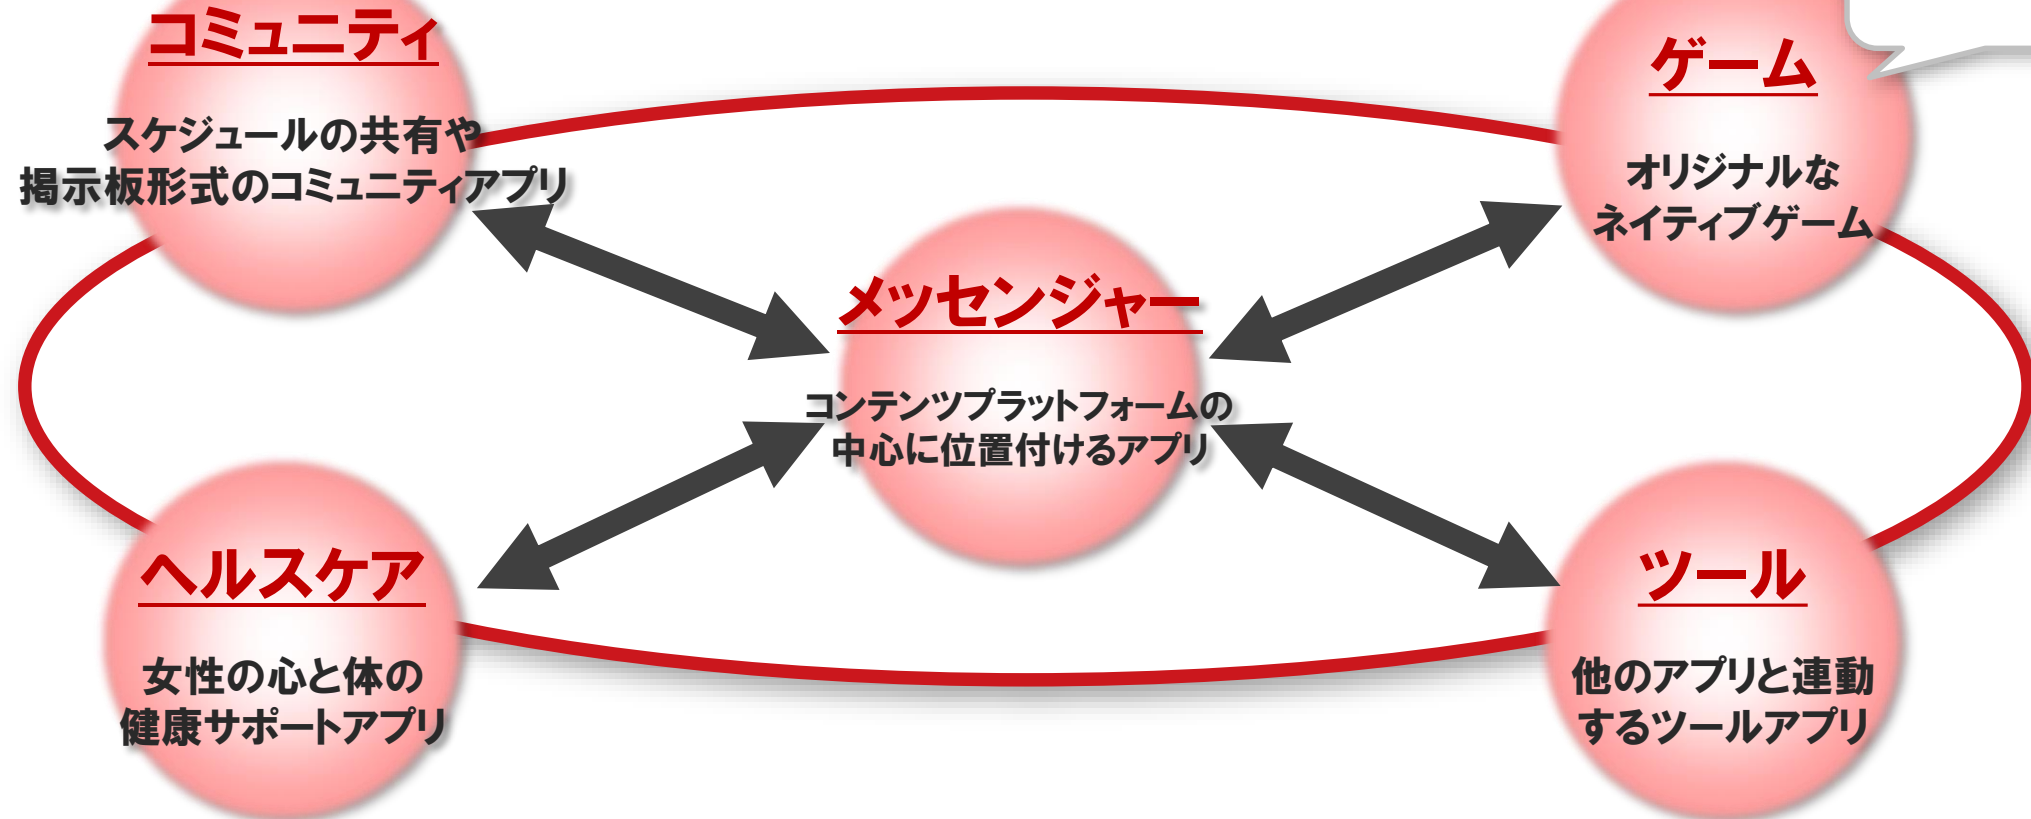 コミュニティ
スケジュールの共有や
掲示板形式のコミュニティアプリ
ゲーム
オリジナルな
ネイティブゲーム
メッセンジャー
コンテンツプラットフォームの
中心に位置付けるアプリ
ヘルスケア
女性の心と体の
健康サポートアプリ
ツール
他のアプリと連動
するツールアプリ